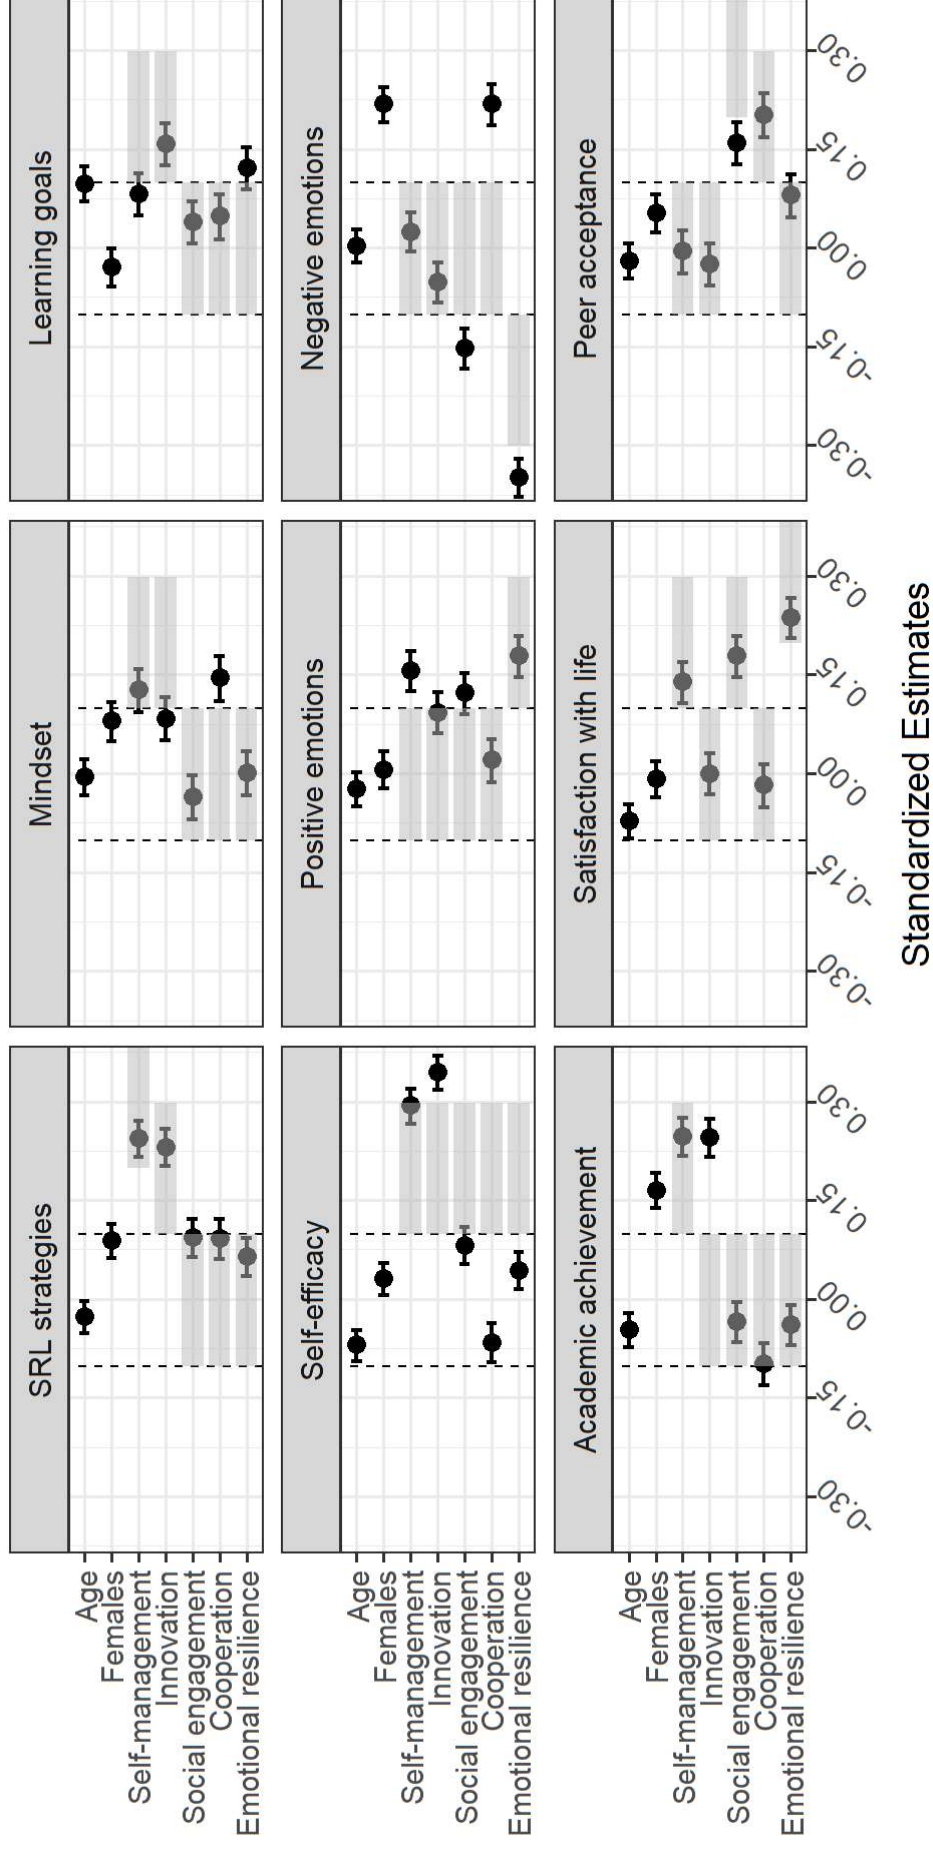 SRL strategies
Mindset
Learning goals
Age
Females
Self-management
Innovation
Social engagement
Cooperation
Emotional resilience
Self-efficacy
Positive emotions
Negative emotions
Age
Females
Self-management
Innovation
Social engagement
Cooperation
Emotional resilience
Academic achievement
Satisfaction with life
Peer acceptance
Age
Females
Self-management
Innovation
Social engagement
Cooperation
Emotional resilience
-0.30 -0.15 0.00 0.15 0.30
-0.30 -0.15 0.00 0.15 0.30
-0.30 -0.15 0.00 0.15 0.30
Standardized Estimates